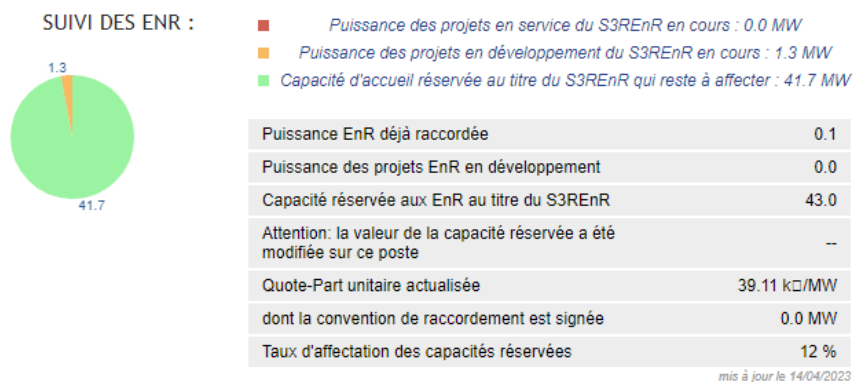 SUIVI DES ENR :
Puissance des projets en service du S3REnR en cours : 0.0 MW
Puissance des projets en développement du S3REnR en cours : 1.3 MW
Capacité d'accueil réservée au titre du S3REnR qui reste à affecter : 41.7 MW
1.3
41.7
Puissance EnR déjà raccordée 0.1
Puissance des projets EnR en développement 0.0
Capacité réservée aux EnR au titre du S3REnR 43.0
Attention: la valeur de la capacité réservée a été
modifiée sur ce poste --
Quote-Part unitaire actualisée 39.11 k□/MW
dont la convention de raccordement est signée 0.0 MW
Taux d'affectation des capacités réservées 12 %
mis à jour le 14/04/2023